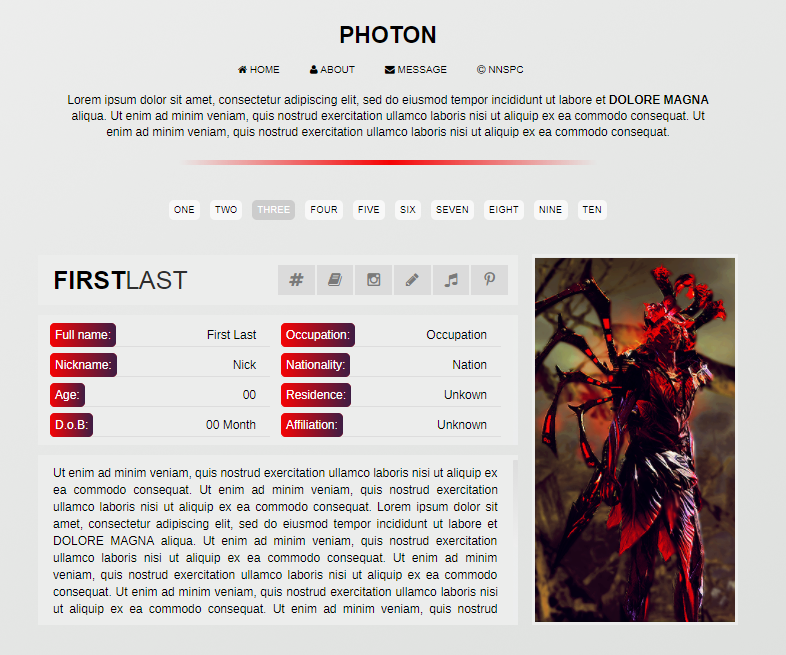 PHOTON
HOME ABOUT MESSAGE © NNSPC
Lorem ipsum dolor sit amet, consectetur adipiscing elit, sed do eiusmod tempor incididunt ut labore et DOLORE MAGNA
aliqua. Ut enim ad minim veniam, quis nostrud exercitation ullamco laboris nisi ut aliquip ex ea commodo consequat. Ut
enim ad minim veniam, quis nostrud exercitation ullamco laboris nisi ut aliquip ex ea commodo consequat.
ONE TWO THREE FOUR FIVE SIX SEVEN EIGHT NINE TEN
FIRSTLAST
Full name: First Last Occupation: Occupation
Nickname: Nick Nationality: Nation
Age: 00 Residence: Unkown
D.o.B: 00 Month Affiliation: Unknown
Ut enim ad minim veniam, quis nostrud exercitation ullamco laboris nisi ut aliquip ex
ea commodo consequat. Ut enim ad minim veniam, quis nostrud exercitation
ullamco laboris nisi ut aliquip ex ea commodo consequat. Lorem ipsum dolor sit
amet, consectetur adipiscing elit, sed do eiusmod tempor incididunt ut labore et
DOLORE MAGNA aliqua. Ut enim ad minim veniam, quis nostrud exercitation
ullamco laboris nisi ut aliquip ex ea commodo consequat. Ut enim ad minim
veniam, quis nostrud exercitation ullamco laboris nisi ut aliquip ex ea commodo
consequat. Ut enim ad minim veniam, quis nostrud exercitation ullamco laboris nisi
ut aliquip ex ea commodo consequat. Ut enim ad minim veniam, quis nostrud